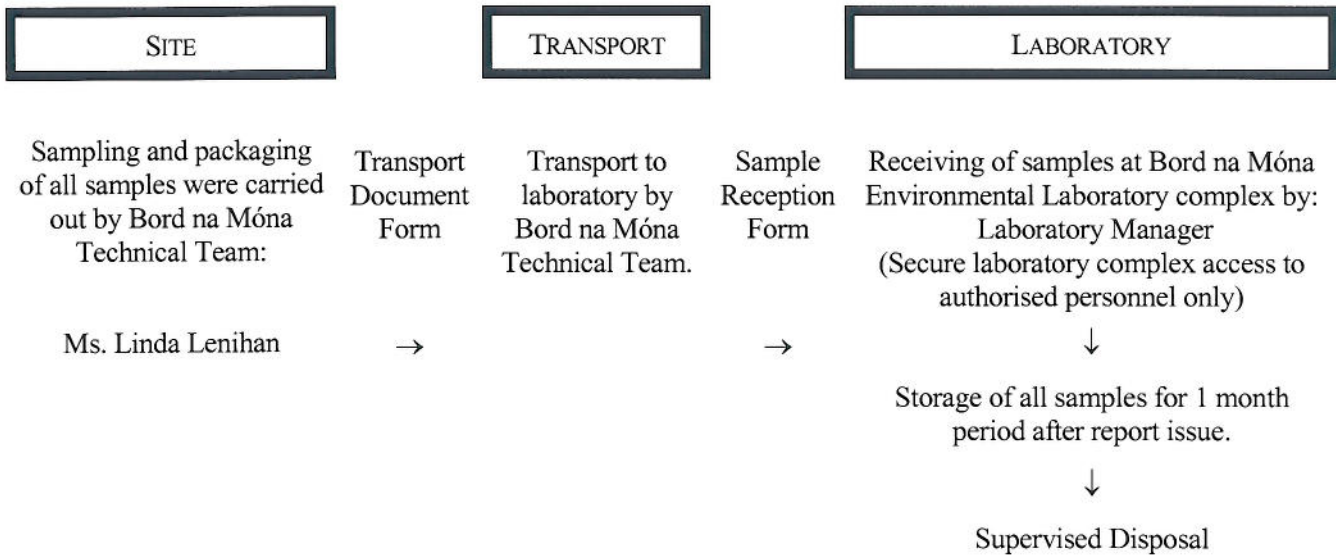 SITE
TRANSPORT
LABORATORY
Sampling and packaging
of all samples were carried
out by Bord na Móna
Technical Team:
Ms. Linda Lenihan
Transport
Document
Form
→
Transport to
laboratory by
Bord na Móna
Technical Team.
Sample
Reception
Form
→
Receiving of samples at Bord na Móna
Environmental Laboratory complex by:
Laboratory Manager
(Secure laboratory complex access to
authorised personnel only)
↓
Storage of all samples for 1 month
period after report issue.
↓
Supervised Disposal